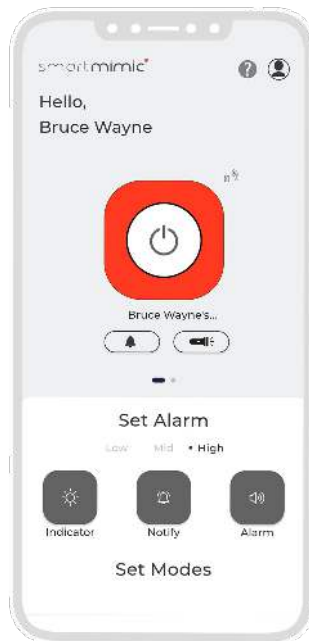 smartmimic
Hello,
Bruce Wayne
Bruce Wayne's...
Set Alarm
Low Mid • High
Indicator Notify Alarm
Set Modes